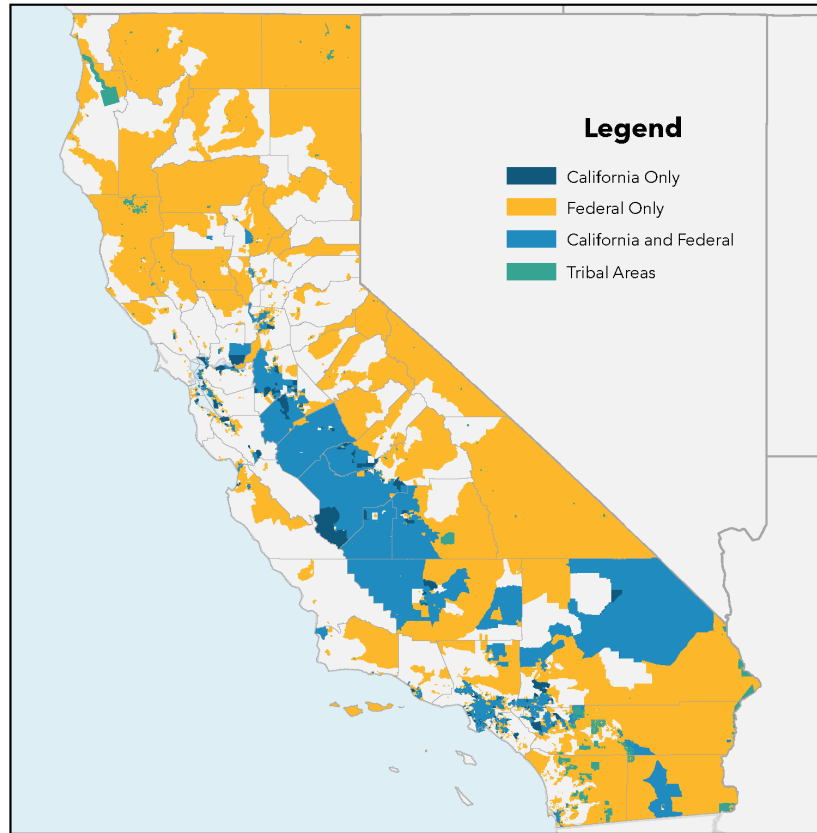 Legend
California Only
Federal Only
California and Federal
Tribal Areas